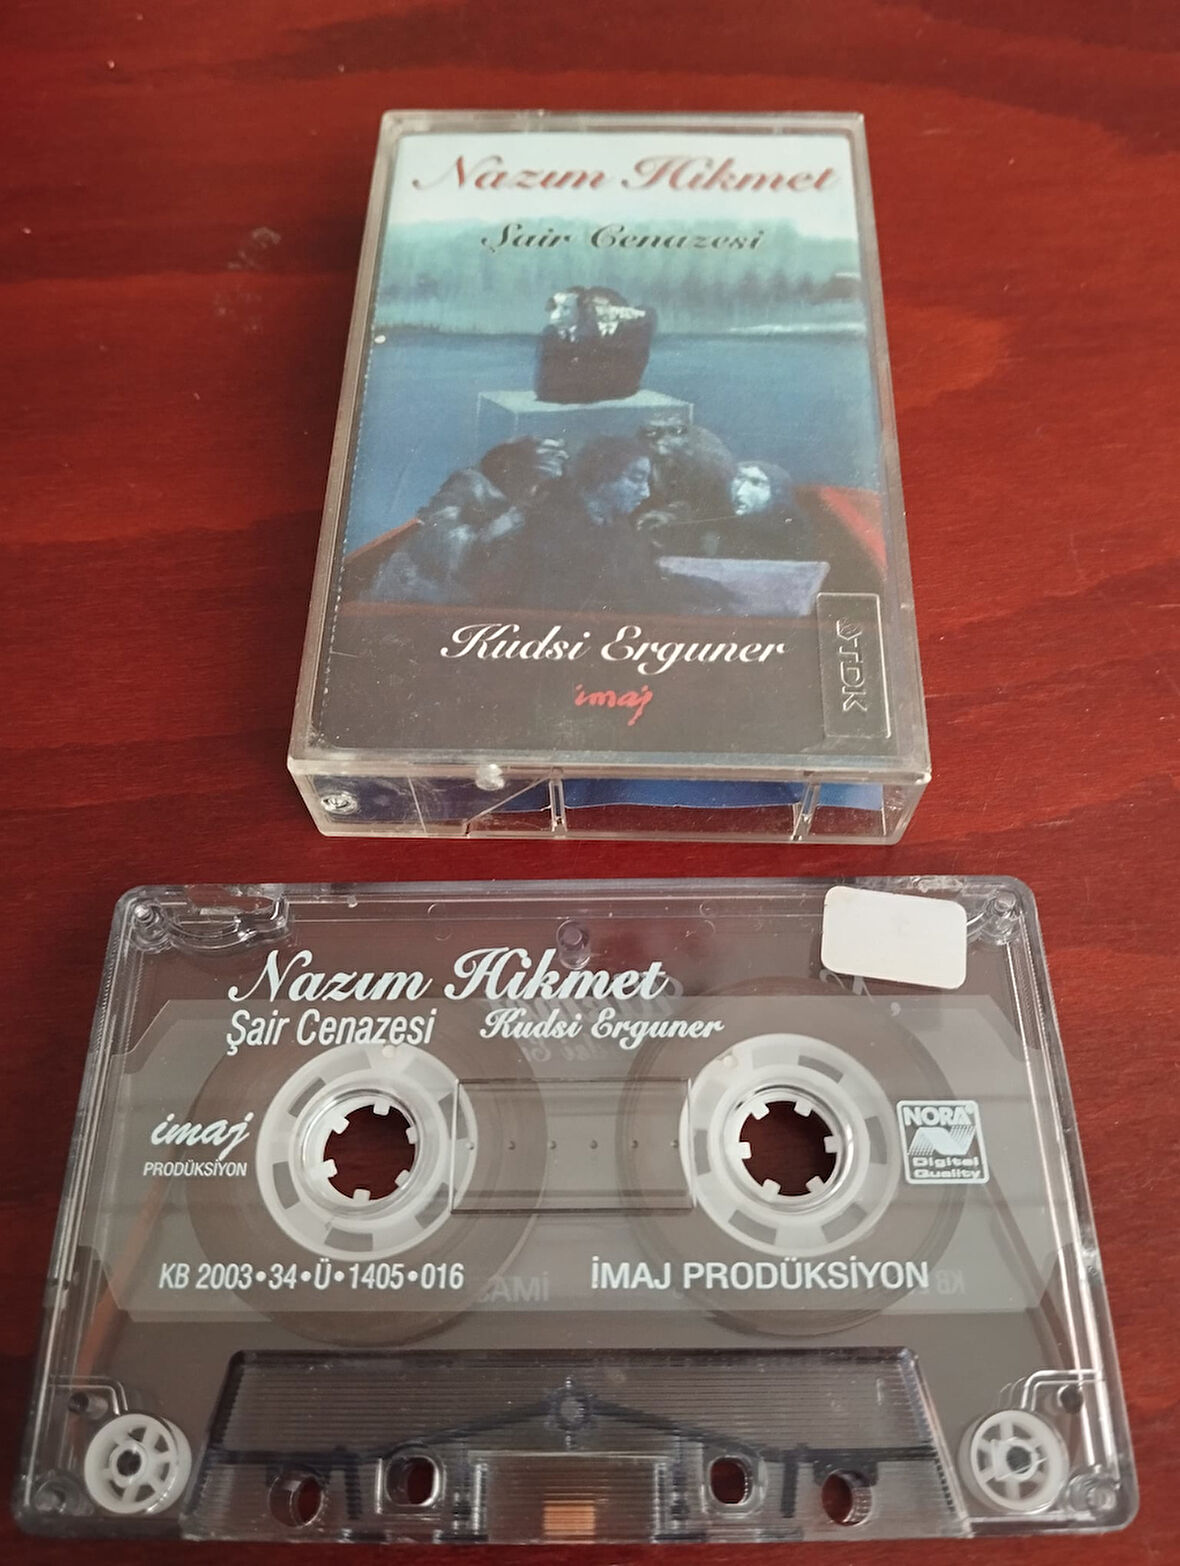 Nazım Hikmet
Şair Cenazesi
Kudsi Erguner
imaj
TDK
Nazım Hikmet
Şair Cenazesi Kudsi Erguner
imaj
PRODÜKSİYON
NORA
Digital
Quality
KB 2003•34•Ü•1405•016
İMAJ PRODÜKSİYON